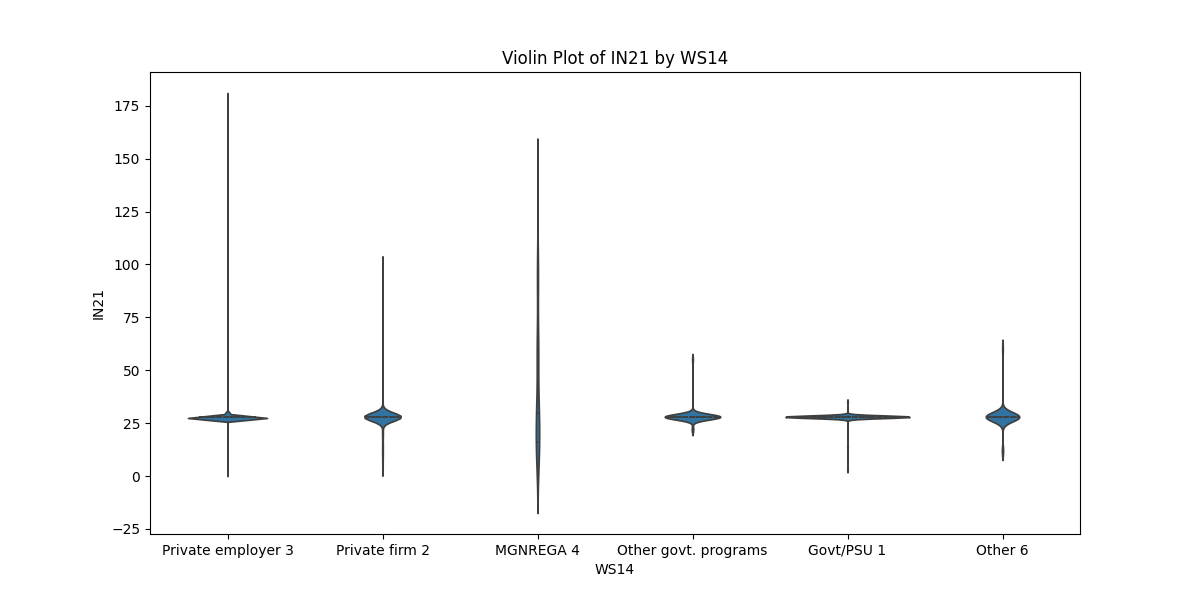 Violin Plot of IN21 by WS14
175
150
125
100
75
50
25
0
−25
IN21
Private employer 3 Private firm 2 MGNREGA 4 Other govt. programs Govt/PSU 1 Other 6
WS14